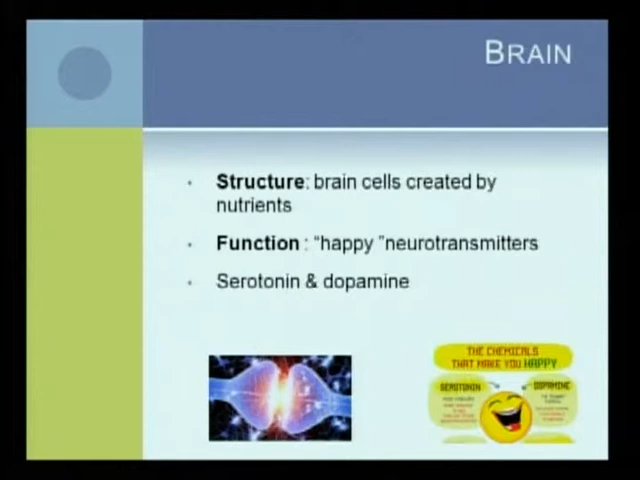 BRAIN
Structure: brain cells created by
nutrients
Function : “happy ”neurotransmitters
Serotonin & dopamine
THE CHEMICALS
THAT MAKE YOU HAPPY
SEROTONIN
DOPAMINE